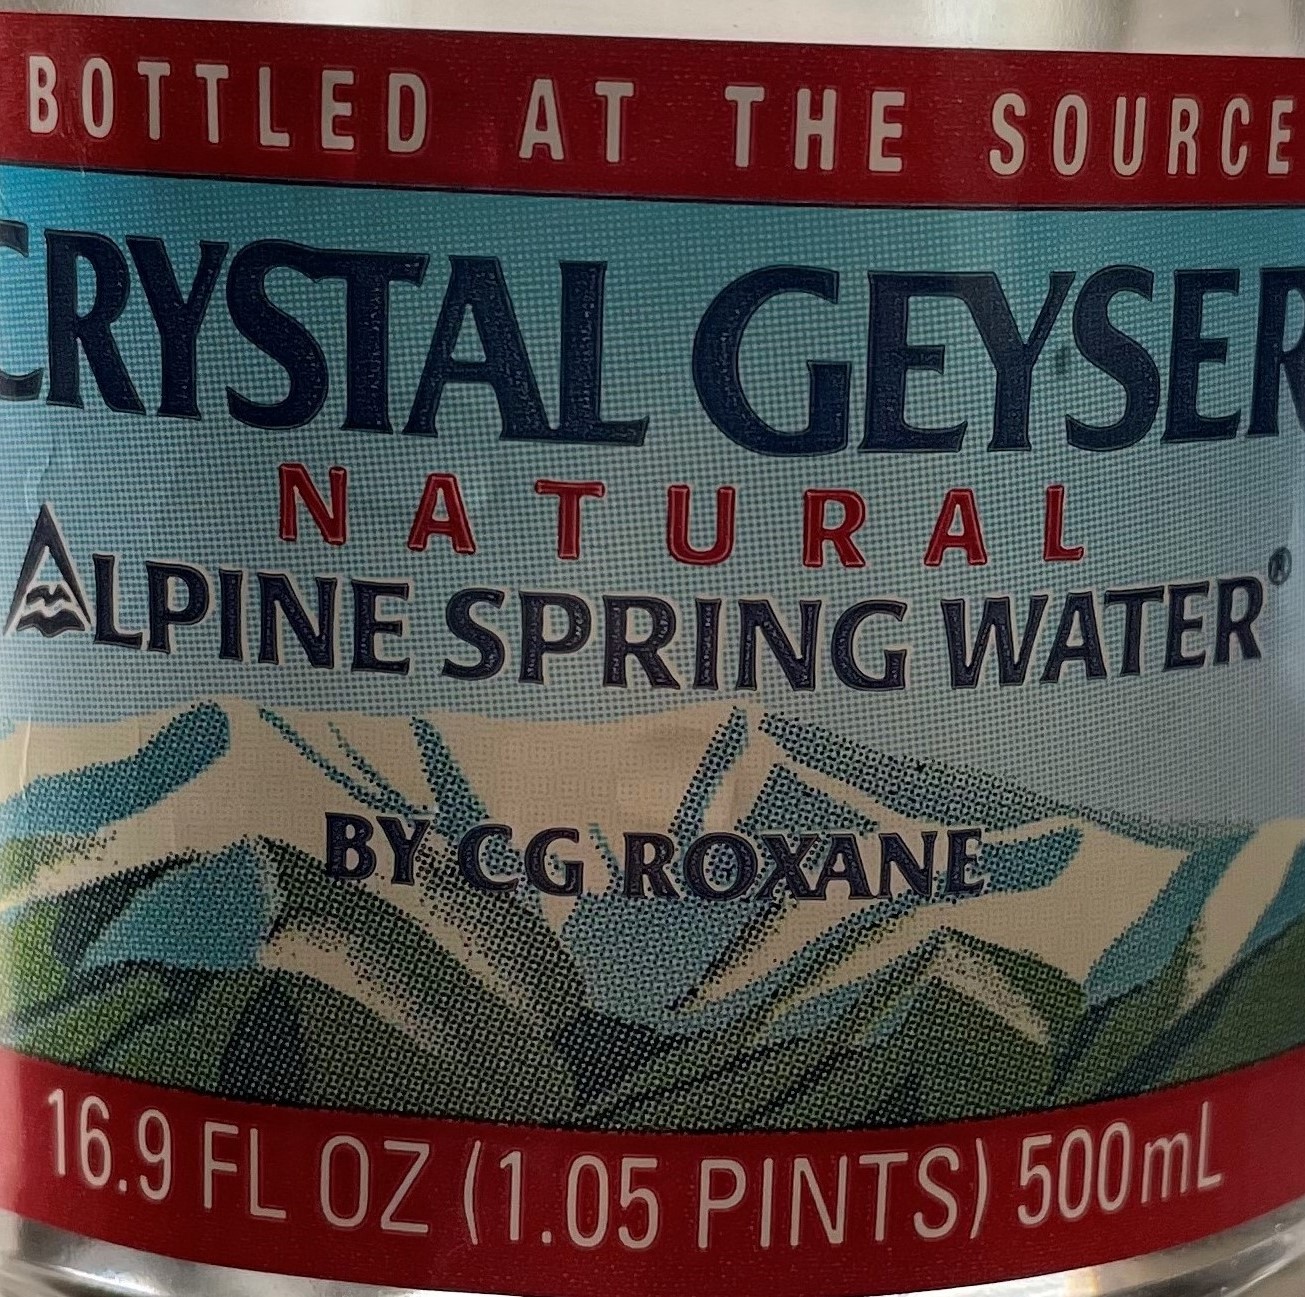 BOTTLED AT THE SOURCE
CRYSTAL GEYSER
NATURAL
ALPINE SPRING WATER®
BY CG ROXANE
16.9 FL OZ (1.05 PINTS) 500mL